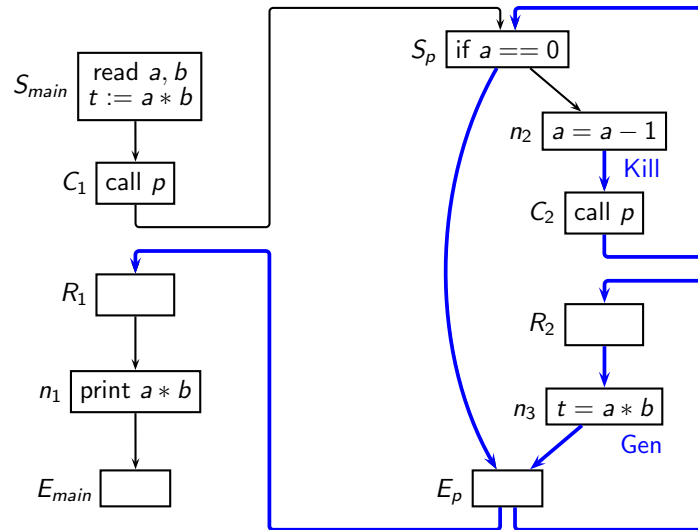 S_p if a == 0
S_main read a, b
t := a * b
n_2 a = a − 1
Kill
C_1 call p
C_2 call p
R_1
R_2
n_1 print a * b
n_3 t = a * b
Gen
E_main
E_p